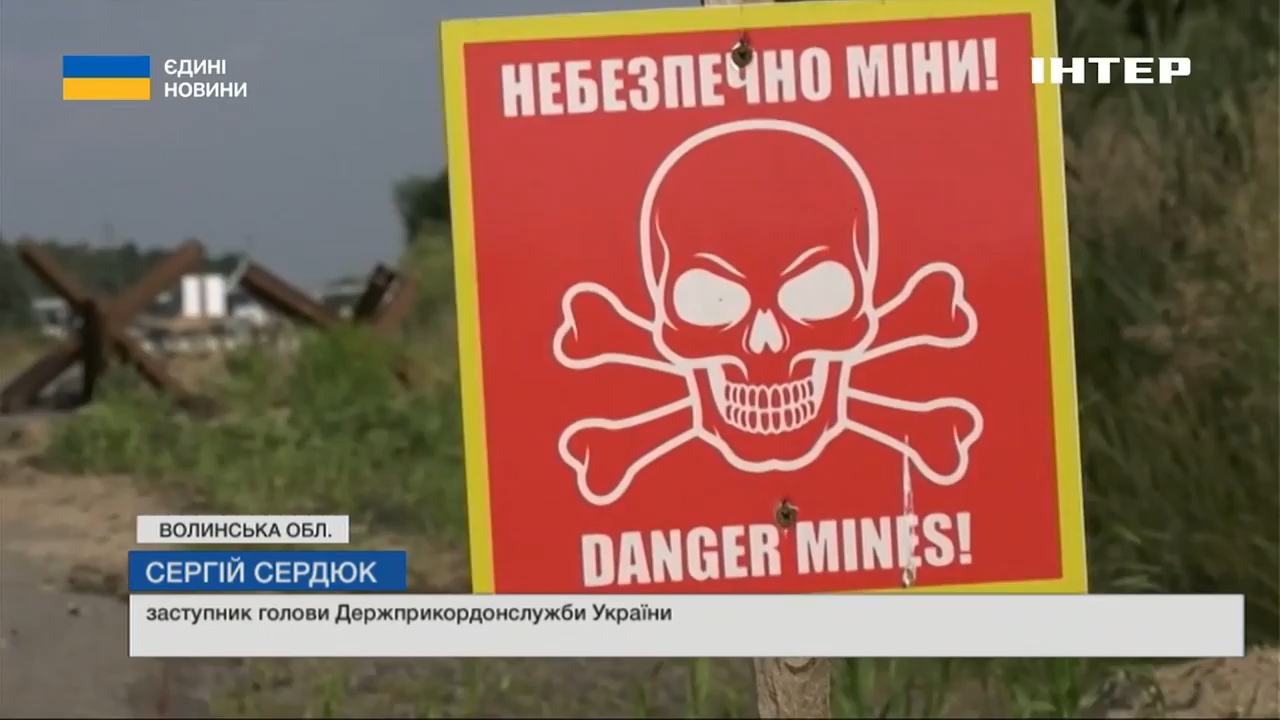 ЄДИНІ
НОВИНИ
ІНТЕР
НЕБЕЗПЕЧНО МІНИ!
DANGER MINES!
ВОЛИНСЬКА ОБЛ.
СЕРГІЙ СЕРДЮК
заступник голови Держприкордонслужби України